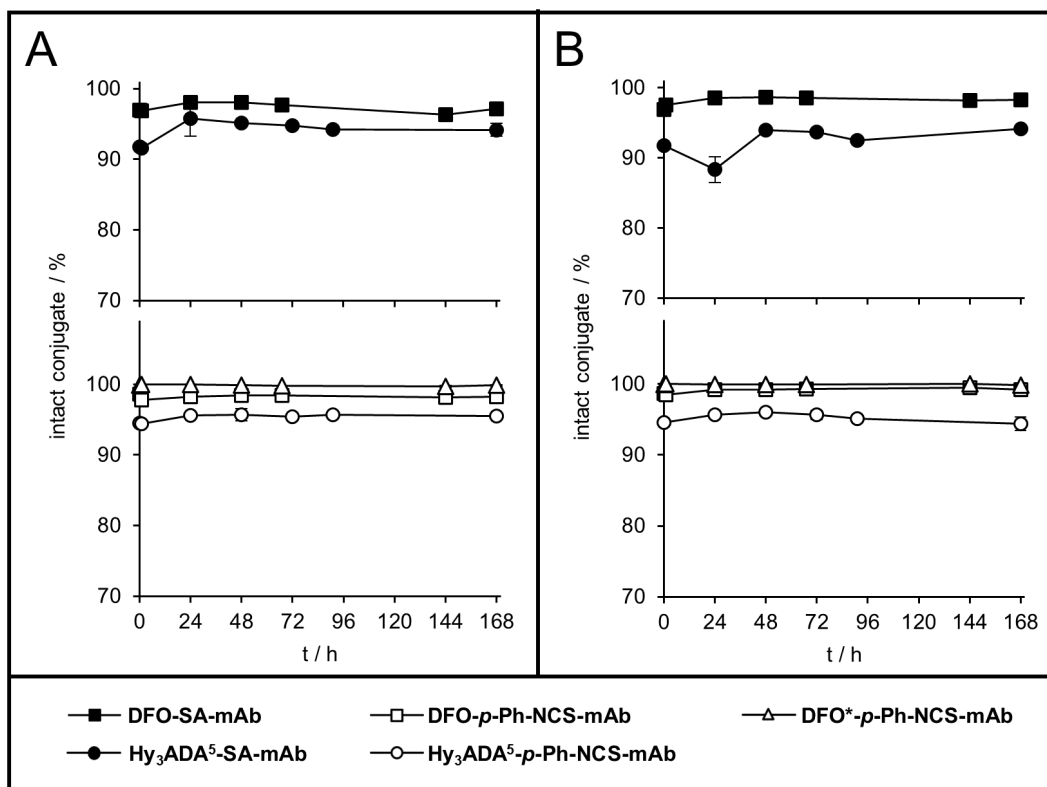 A
B
intact conjugate / %
100
90
80
70
100
90
80
70
0 24 48 72 96 120 144 168
t / h
intact conjugate / %
100
90
80
70
100
90
80
70
0 24 48 72 96 120 144 168
t / h
DFO-SA-mAb
DFO-p-Ph-NCS-mAb
DFO*-p-Ph-NCS-mAb
Hy₃ADA⁵-SA-mAb
Hy₃ADA⁵-p-Ph-NCS-mAb